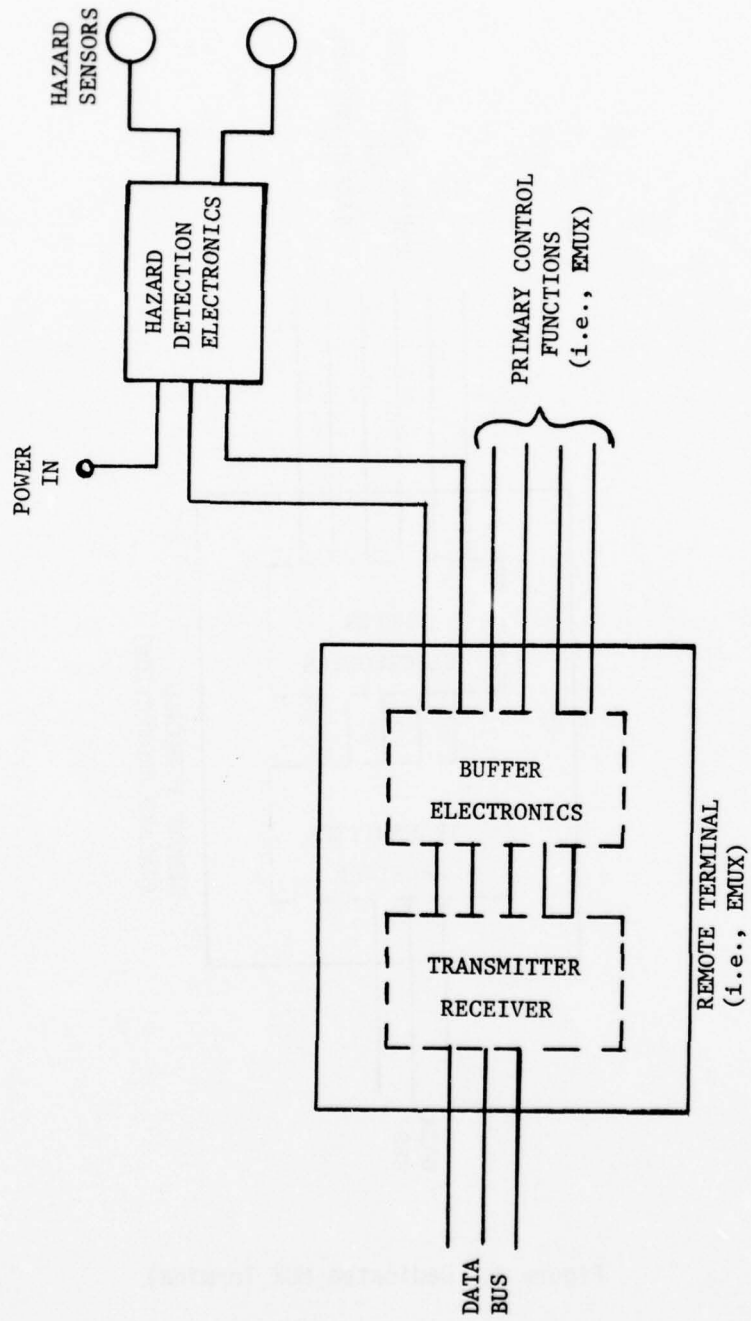 HAZARD
SENSORS
POWER
IN
HAZARD
DETECTION
ELECTRONICS
PRIMARY CONTROL
FUNCTIONS
(i.e., EMUX)
BUFFER
ELECTRONICS
TRANSMITTER
RECEIVER
DATA
BUS
REMOTE TERMINAL
(i.e., EMUX)